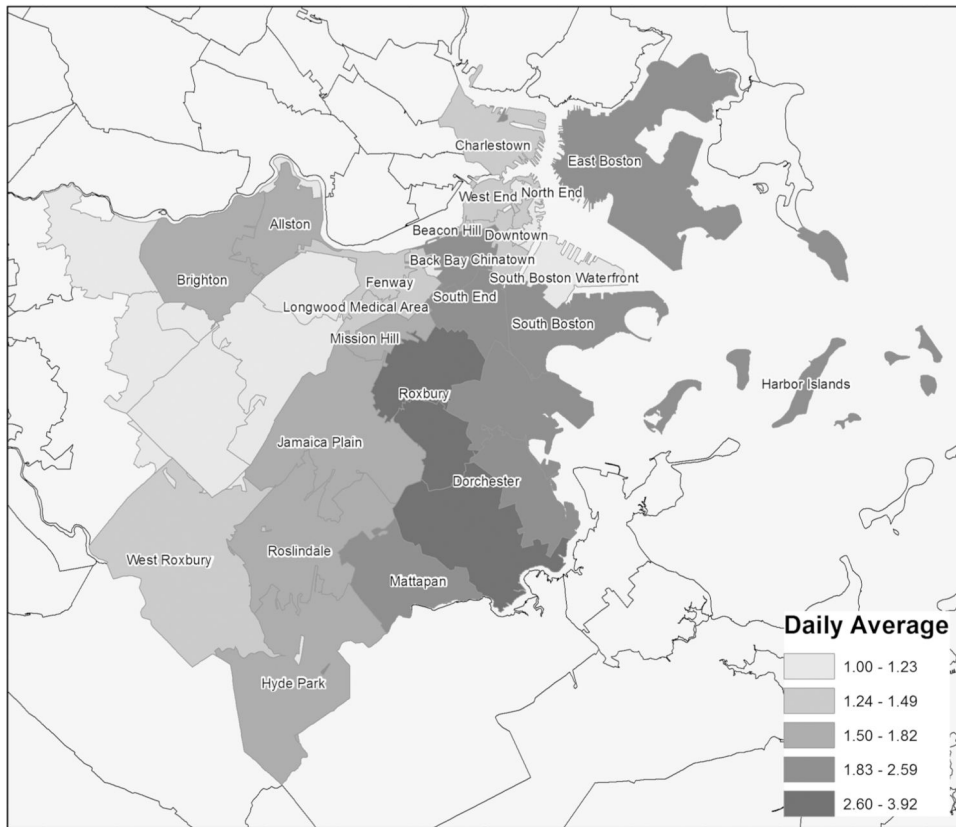 Charlestown
East Boston
West End
North End
Allston
Beacon Hill
Downtown
Back Bay
Chinatown
Brighton
Fenway
South Boston Waterfront
South End
Longwood Medical Area
South Boston
Mission Hill
Harbor Islands
Roxbury
Jamaica Plain
Dorchester
Roslindale
West Roxbury
Mattapan
Hyde Park
Daily Average
1.00 - 1.23
1.24 - 1.49
1.50 - 1.82
1.83 - 2.59
2.60 - 3.92